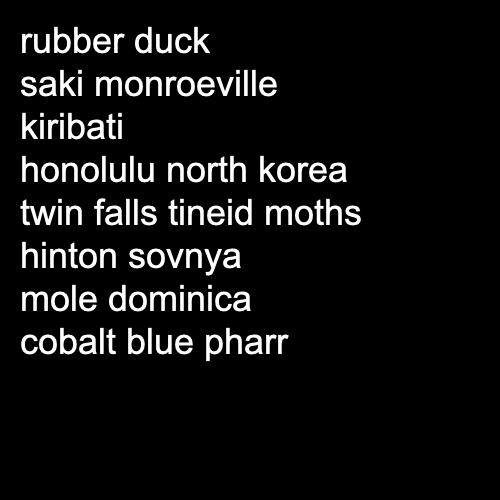 rubber duck
saki monroeville
kiribati
honolulu north korea
twin falls tineid moths
hinton sovnya
mole dominica
cobalt blue pharr